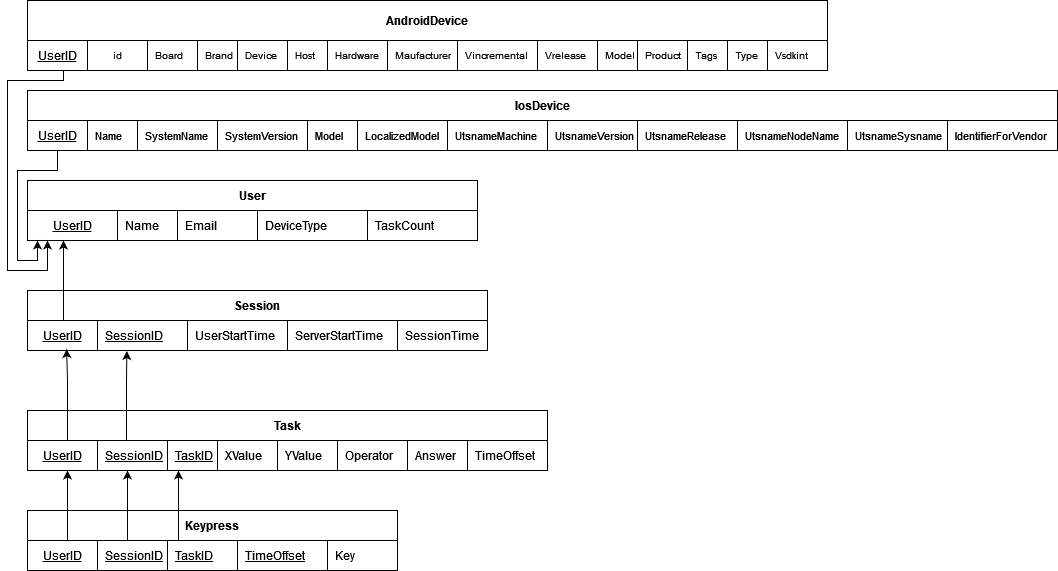 AndroidDevice
UserID id Board Brand Device Host Hardware Maufacturer Vincremental Vrelease Model Product Tags Type Vsdkint
IosDevice
UserID Name SystemName SystemVersion Model LocalizedModel UtsnameMachine UtsnameVersion UtsnameRelease UtsnameNodeName UtsnameSysname IdentifierForVendor
User
UserID Name Email DeviceType TaskCount
Session
UserID SessionID UserStartTime ServerStartTime SessionTime
Task
UserID SessionID TaskID XValue YValue Operator Answer TimeOffset
Keypress
UserID SessionID TaskID TimeOffset Key